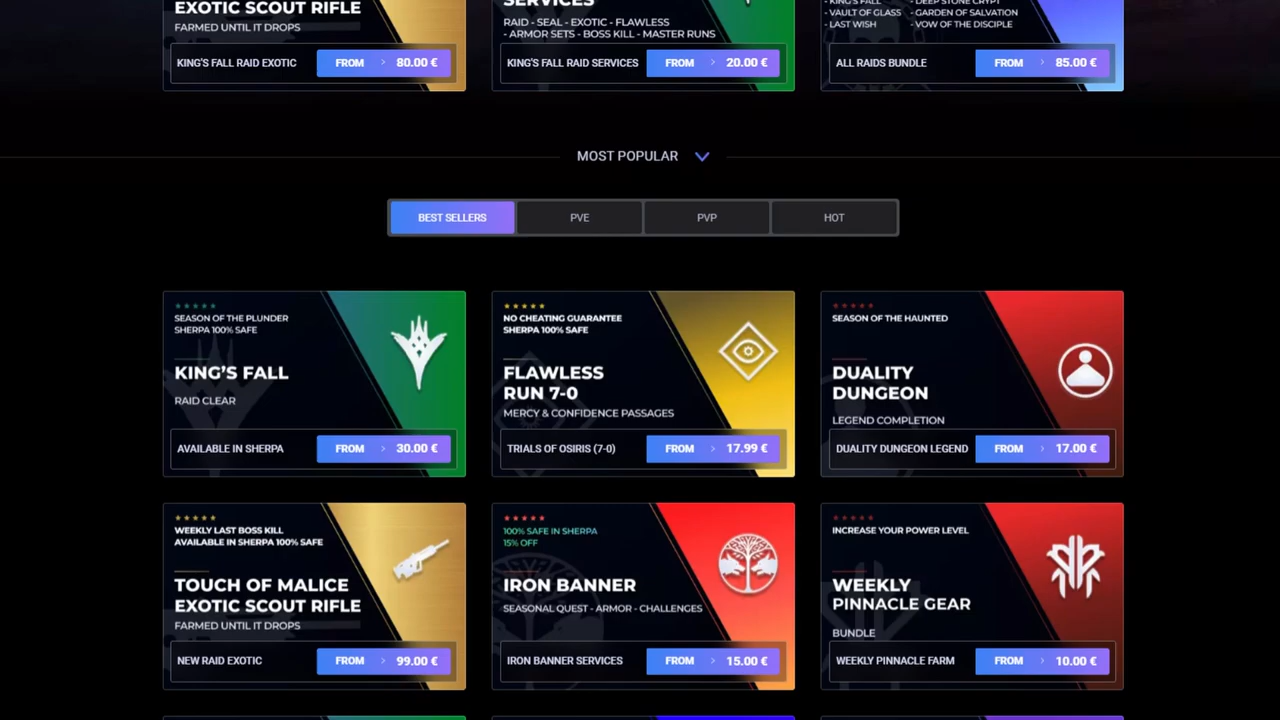 EXOTIC SCOUT RIFLE
FARMED UNTIL IT DROPS
KING'S FALL RAID EXOTIC FROM > 80.00 €
SERVICES
RAID - SEAL - EXOTIC - FLAWLESS
- ARMOR SETS - BOSS KILL - MASTER RUNS
KING'S FALL RAID SERVICES FROM > 20.00 €
- KING'S FALL - DEEP STONE CRYPT
- VAULT OF GLASS - GARDEN OF SALVATION
- LAST WISH - VOW OF THE DISCIPLE
ALL RAIDS BUNDLE FROM > 85.00 €
MOST POPULAR
BEST SELLERS PVE PVP HOT
SEASON OF THE PLUNDER
SHERPA 100% SAFE
KING'S FALL
RAID CLEAR
AVAILABLE IN SHERPA FROM > 30.00 €
NO CHEATING GUARANTEE
SHERPA 100% SAFE
FLAWLESS
RUN 7-0
MERCY & CONFIDENCE PASSAGES
TRIALS OF OSIRIS (7-0) FROM > 17.99 €
SEASON OF THE HAUNTED
DUALITY
DUNGEON
LEGEND COMPLETION
DUALITY DUNGEON LEGEND FROM > 17.00 €
WEEKLY LAST BOSS KILL
AVAILABLE IN SHERPA 100% SAFE
TOUCH OF MALICE
EXOTIC SCOUT RIFLE
FARMED UNTIL IT DROPS
NEW RAID EXOTIC FROM > 99.00 €
100% SAFE IN SHERPA
15% OFF
IRON BANNER
SEASONAL QUEST - ARMOR - CHALLENGES
IRON BANNER SERVICES FROM > 15.00 €
INCREASE YOUR POWER LEVEL
WEEKLY
PINNACLE GEAR
BUNDLE
WEEKLY PINNACLE FARM FROM > 10.00 €